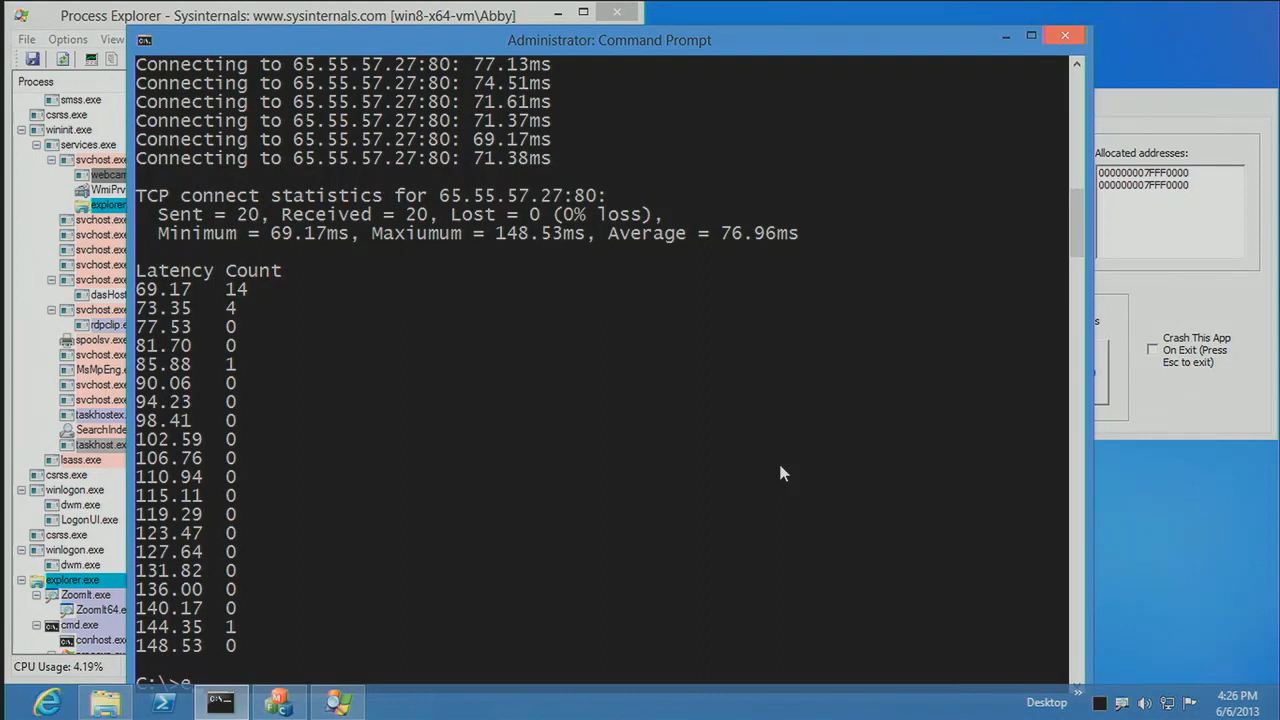 Process Explorer - Sysinternals: www.sysinternals.com [win8-x64-vm\Abby]
File Options View
Administrator: Command Prompt
Process
smss.exe
csrss.exe
wininit.exe
services.exe
svchost.exe
webcam
WmiPrv
explorer
svchost.exe
svchost.exe
svchost.exe
svchost.exe
svchost.exe
dasHost
svchost.exe
rdpclip.e
spoolsv.exe
svchost.exe
MsMpEng.
svchost.exe
svchost.exe
taskhostex.
SearchInde
taskhost.ex
lsass.exe
csrss.exe
winlogon.exe
dwm.exe
LogonUI.exe
csrss.exe
winlogon.exe
dwm.exe
explorer.exe
ZoomIt.exe
ZoomIt64.e
cmd.exe
conhost.ex
CPU Usage: 4.19%
Connecting to 65.55.57.27:80: 77.13ms
Connecting to 65.55.57.27:80: 74.51ms
Connecting to 65.55.57.27:80: 71.61ms
Connecting to 65.55.57.27:80: 71.37ms
Connecting to 65.55.57.27:80: 69.17ms
Connecting to 65.55.57.27:80: 71.38ms
TCP connect statistics for 65.55.57.27:80:
Sent = 20, Received = 20, Lost = 0 (0% loss),
Minimum = 69.17ms, Maxiumum = 148.53ms, Average = 76.96ms
Latency Count
69.17 14
73.35 4
77.53 0
81.70 0
85.88 1
90.06 0
94.23 0
98.41 0
102.59 0
106.76 0
110.94 0
115.11 0
119.29 0
123.47 0
127.64 0
131.82 0
136.00 0
140.17 0
144.35 1
148.53 0
C:\>e
Allocated addresses:
000000007FFF0000
000000007FFF0000
s
Crash This App
On Exit (Press
Esc to exit)
Desktop
4:26 PM
6/6/2013